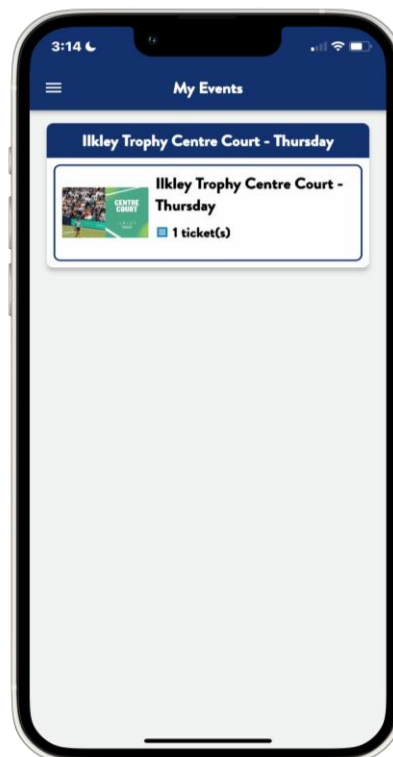 3:14
My Events
Ilkley Trophy Centre Court - Thursday
Ilkley Trophy Centre Court -
Thursday
CENTRE
COURT
1 ticket(s)